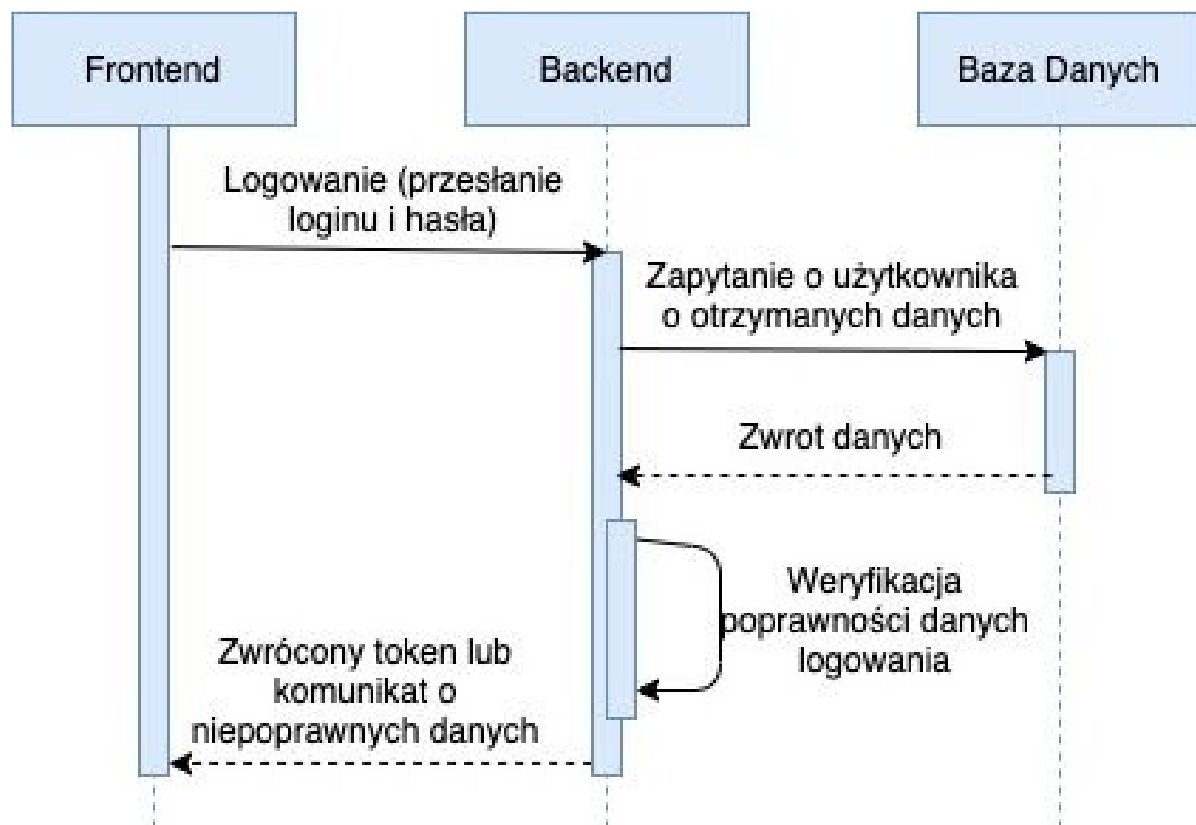 Frontend
Backend
Baza Danych
Logowanie (przesłanie
loginu i hasła)
Zapytanie o użytkownika
o otrzymanych danych
Zwrot danych
Weryfikacja
poprawności danych
logowania
Zwrócony token lub
komunikat o
niepoprawnych danych